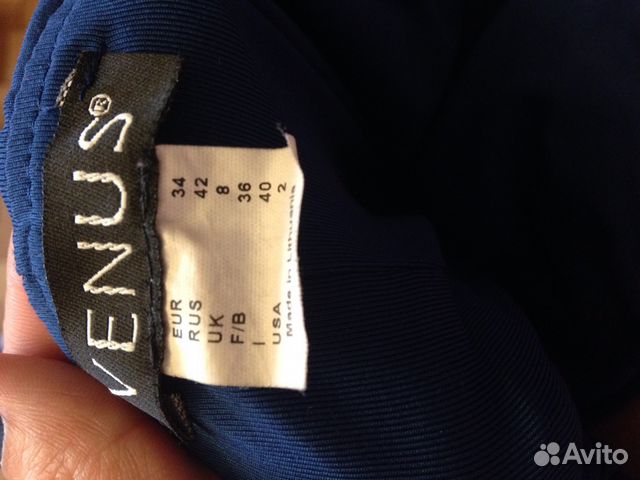 VENUS®
EUR 34
RUS 42
UK 8
F/B 36
I 40
USA 2
Made in Lithuania
Avito